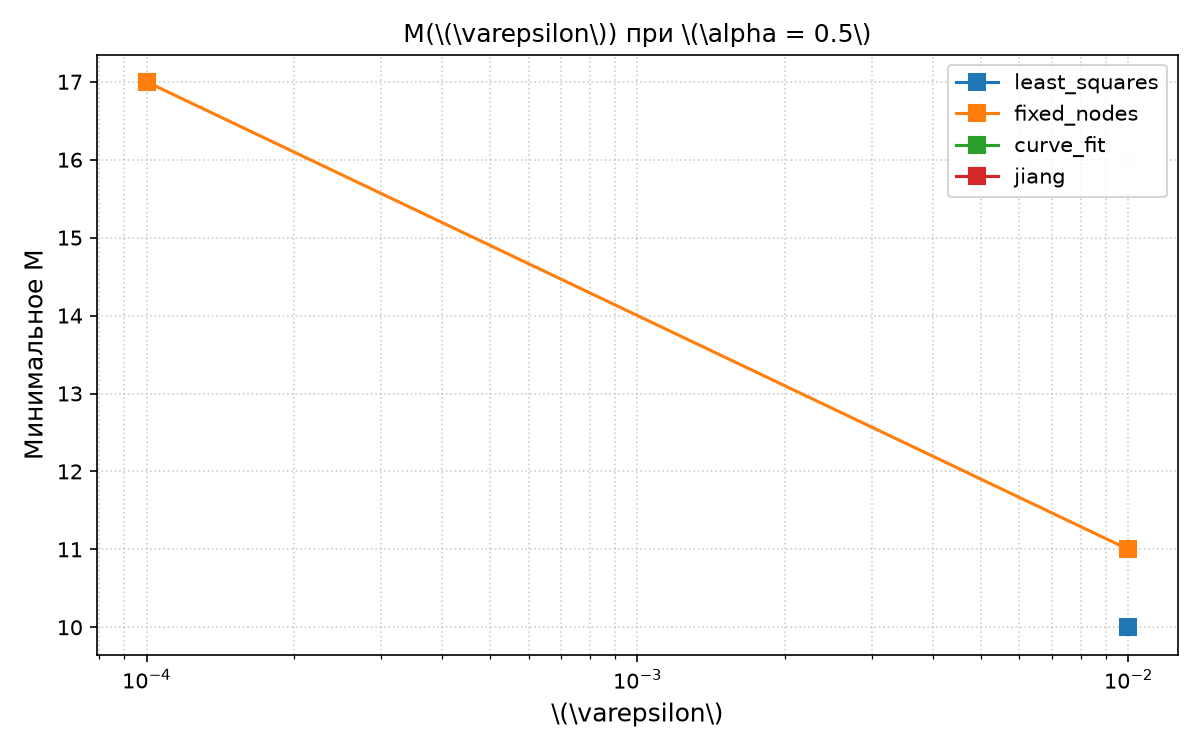 M(\(\varepsilon\)) при \(\alpha = 0.5\)
least_squares
fixed_nodes
curve_fit
jiang
Минимальное M
17
16
15
14
13
12
11
10
10⁻⁴
10⁻³
10⁻²
\(\varepsilon\)